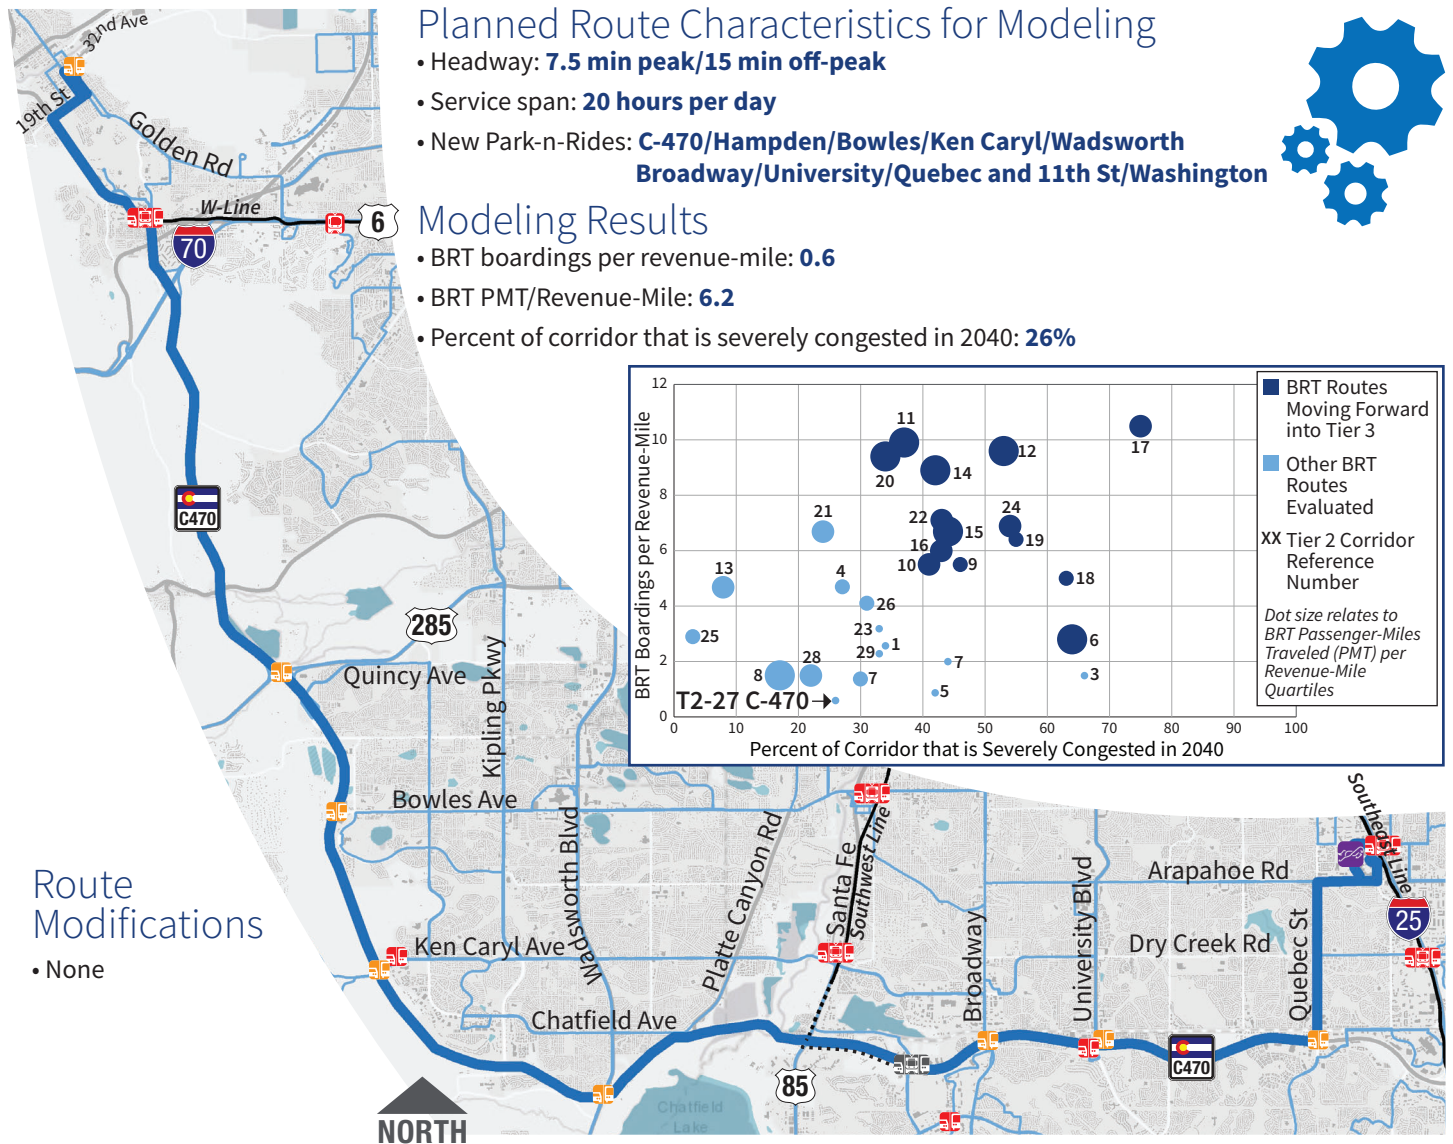 Planned Route Characteristics for Modeling
• Headway: 7.5 min peak/15 min off-peak
• Service span: 20 hours per day
• New Park-n-Rides: C-470/Hampden/Bowles/Ken Caryl/Wadsworth
Broadway/University/Quebec and 11th St/Washington
Modeling Results
• BRT boardings per revenue-mile: 0.6
• BRT PMT/Revenue-Mile: 6.2
• Percent of corridor that is severely congested in 2040: 26%
32nd Ave
19th St
Golden Rd
W-Line
6
70
C470
285
Quincy Ave
Kipling Pkwy
Bowles Ave
Wadsworth Blvd
Platte Canyon Rd
Santa Fe
Southwest Line
Ken Caryl Ave
Chatfield Ave
85
Chatfield
Lake
Broadway
University Blvd
Arapahoe Rd
Dry Creek Rd
Quebec St
Southeast Line
25
C470
NORTH
Route
Modifications
• None
BRT Boardings per Revenue-Mile
12
10
8
6
4
2
0
0 10 20 30 40 50 60 70 80 90 100
Percent of Corridor that is Severely Congested in 2040
11
20
14
12
17
21
22
15
24
19
16
10
9
13
4
26
18
25
23
1
29
6
8
28
7
7
5
3
T2-27 C-470
BRT Routes
Moving Forward
into Tier 3
Other BRT
Routes
Evaluated
XX Tier 2 Corridor
Reference
Number
Dot size relates to
BRT Passenger-Miles
Traveled (PMT) per
Revenue-Mile
Quartiles